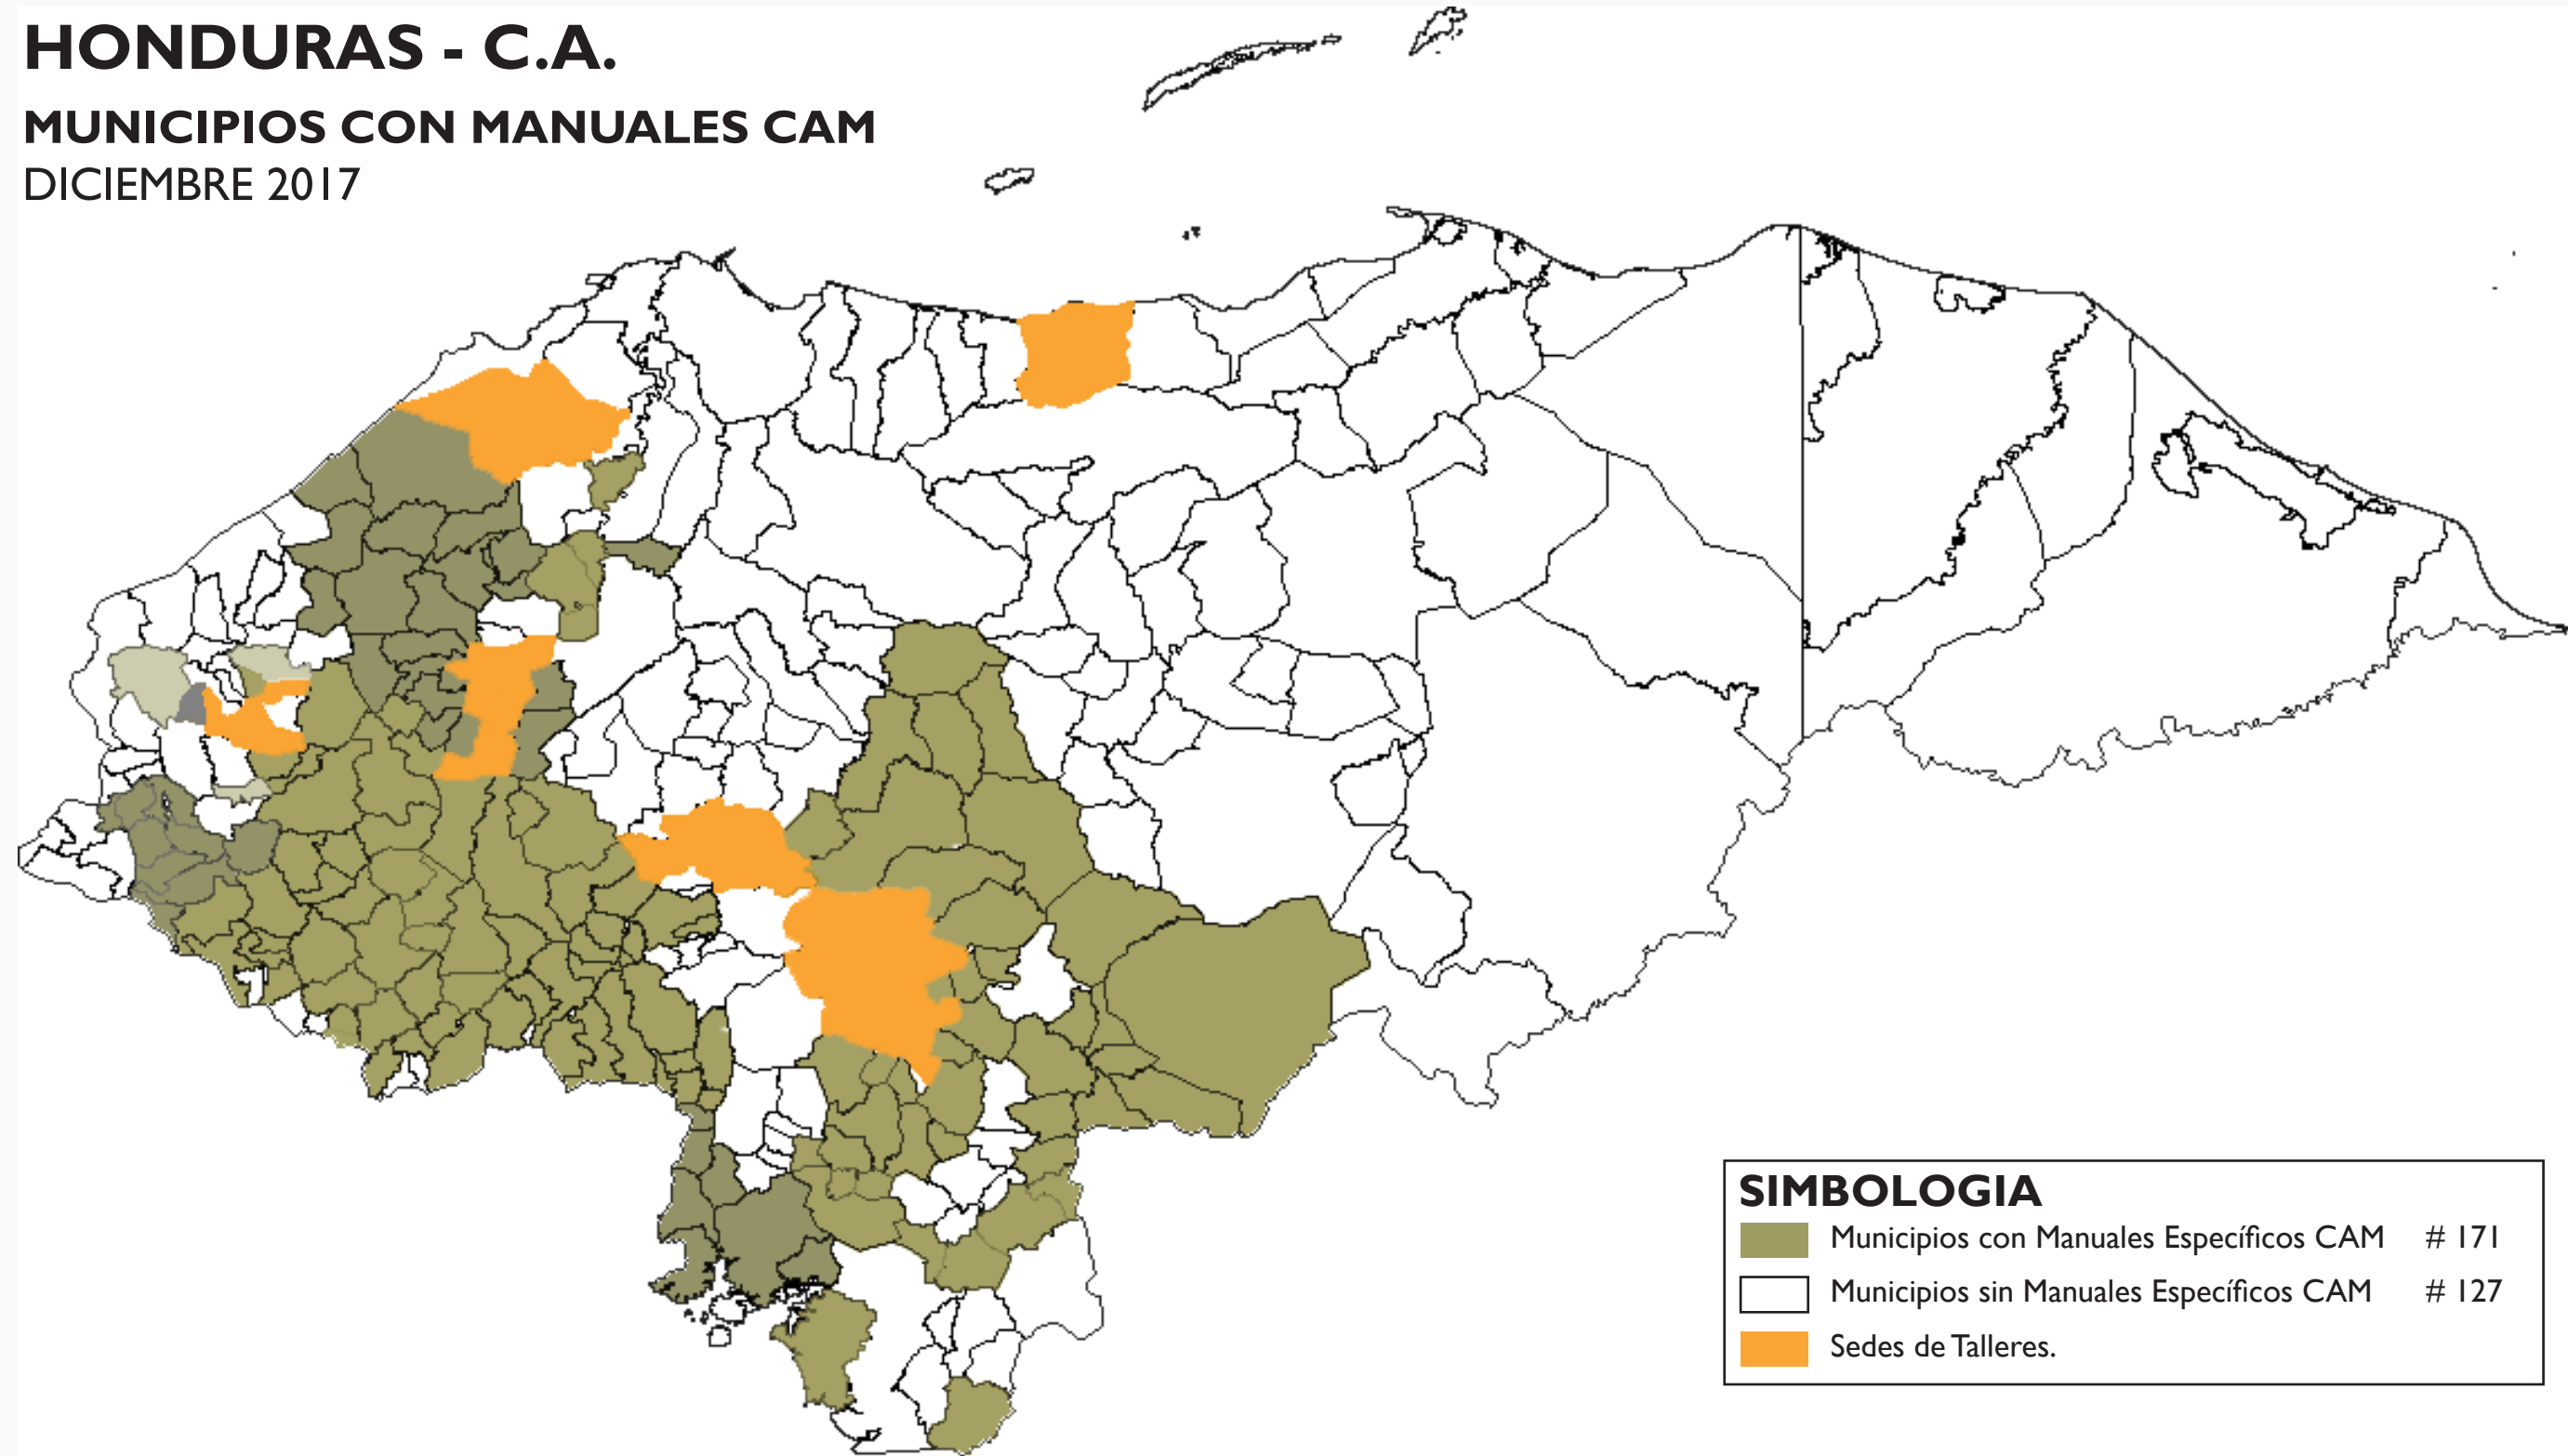 HONDURAS - C.A.
MUNICIPIOS CON MANUALES CAM
DICIEMBRE 2017
SIMBOLOGIA
Municipios con Manuales Específicos CAM # 171
Municipios sin Manuales Específicos CAM # 127
Sedes de Talleres.